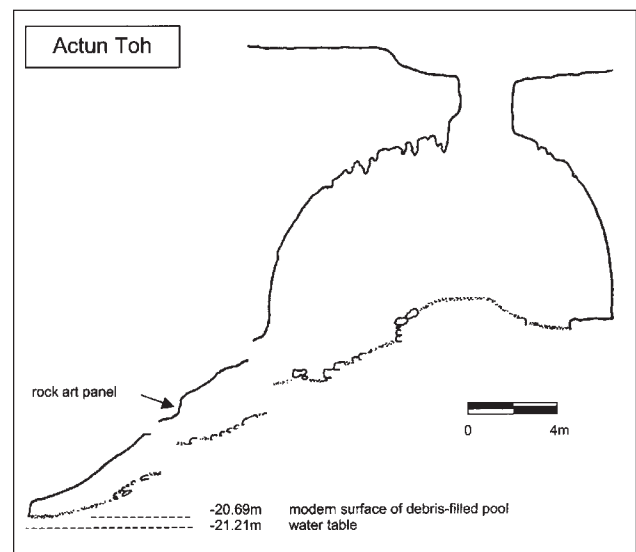 Actun Toh
rock art panel
0 4m
-20.69m modern surface of debris-filled pool
-21.21m water table